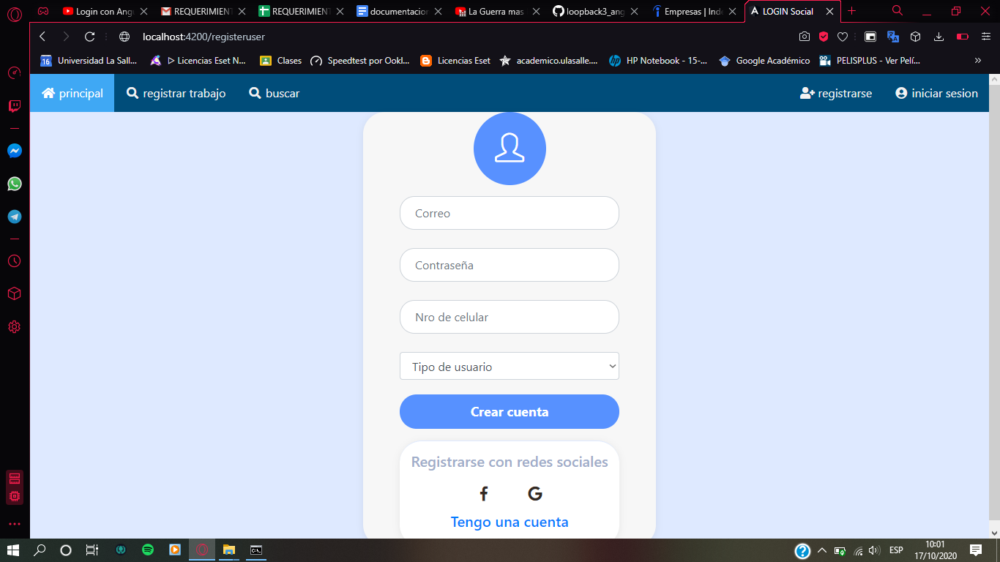 Login con Ang
REQUERIMIENT
REQUERIMIENT
documentacion
La Guerra mas
loopback3_ang
Empresas | Inde
LOGIN Social
localhost:4200/registeruser
16
Universidad La Sall...
ᐅ Licencias Eset N...
Clases
Speedtest por Ookl...
Licencias Eset
academico.ulasalle....
HP Notebook - 15-...
Google Académico
PELISPLUS - Ver Pelí...
»
principal
registrar trabajo
buscar
registrarse
iniciar sesion
Correo
Contraseña
Nro de celular
Tipo de usuario
Crear cuenta
Registrarse con redes sociales
f
G
Tengo una cuenta
ESP
10:01
17/10/2020